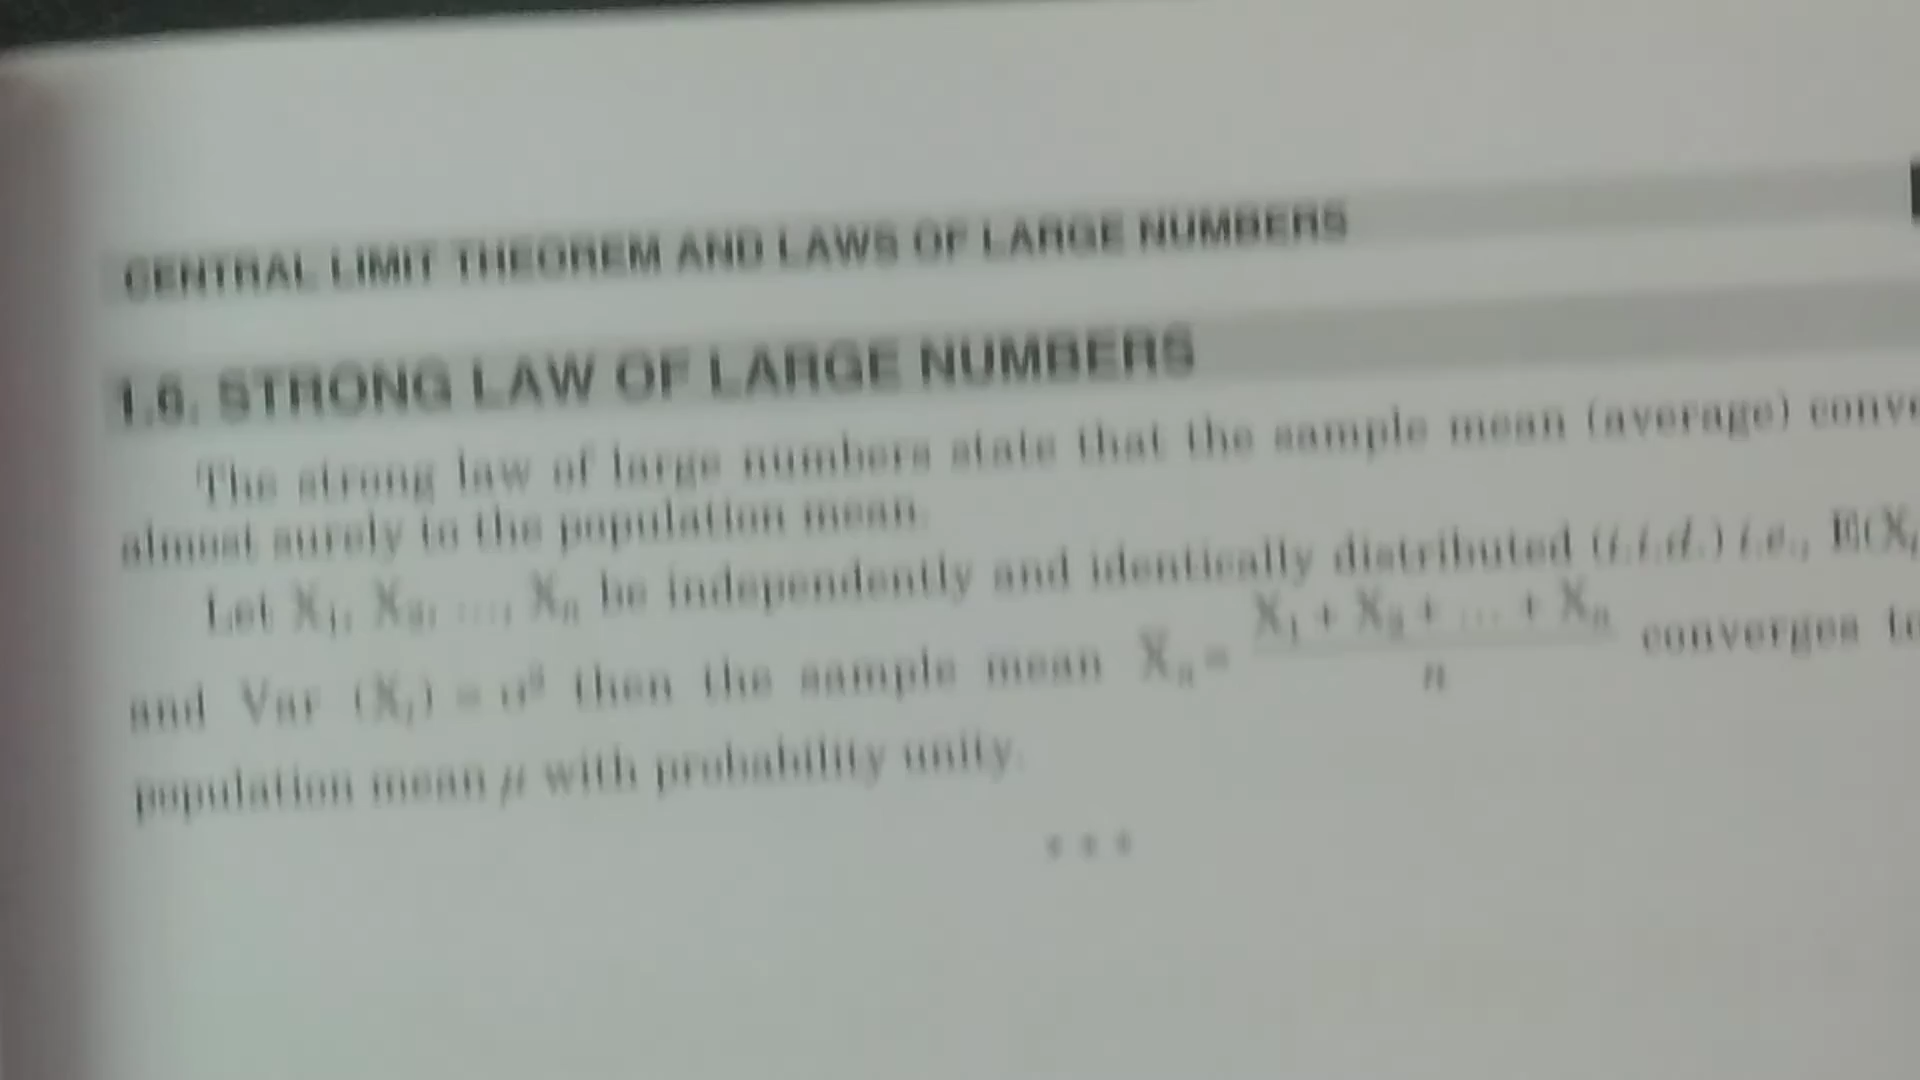 CENTRAL LIMIT THEOREM AND LAWS OF LARGE NUMBERS
1.6. STRONG LAW OF LARGE NUMBERS
The strong law of large numbers state that the sample mean (average) conve
almost surely to the population mean.
Let X₁, X₂, ..., Xₙ be independently and identically distributed (i.i.d.) i.e., E(Xᵢ
and Var (Xᵢ) = σ² then the sample mean X̄ₙ = (X₁ + X₂ + ... + Xₙ)/n converges to
population mean μ with probability unity.